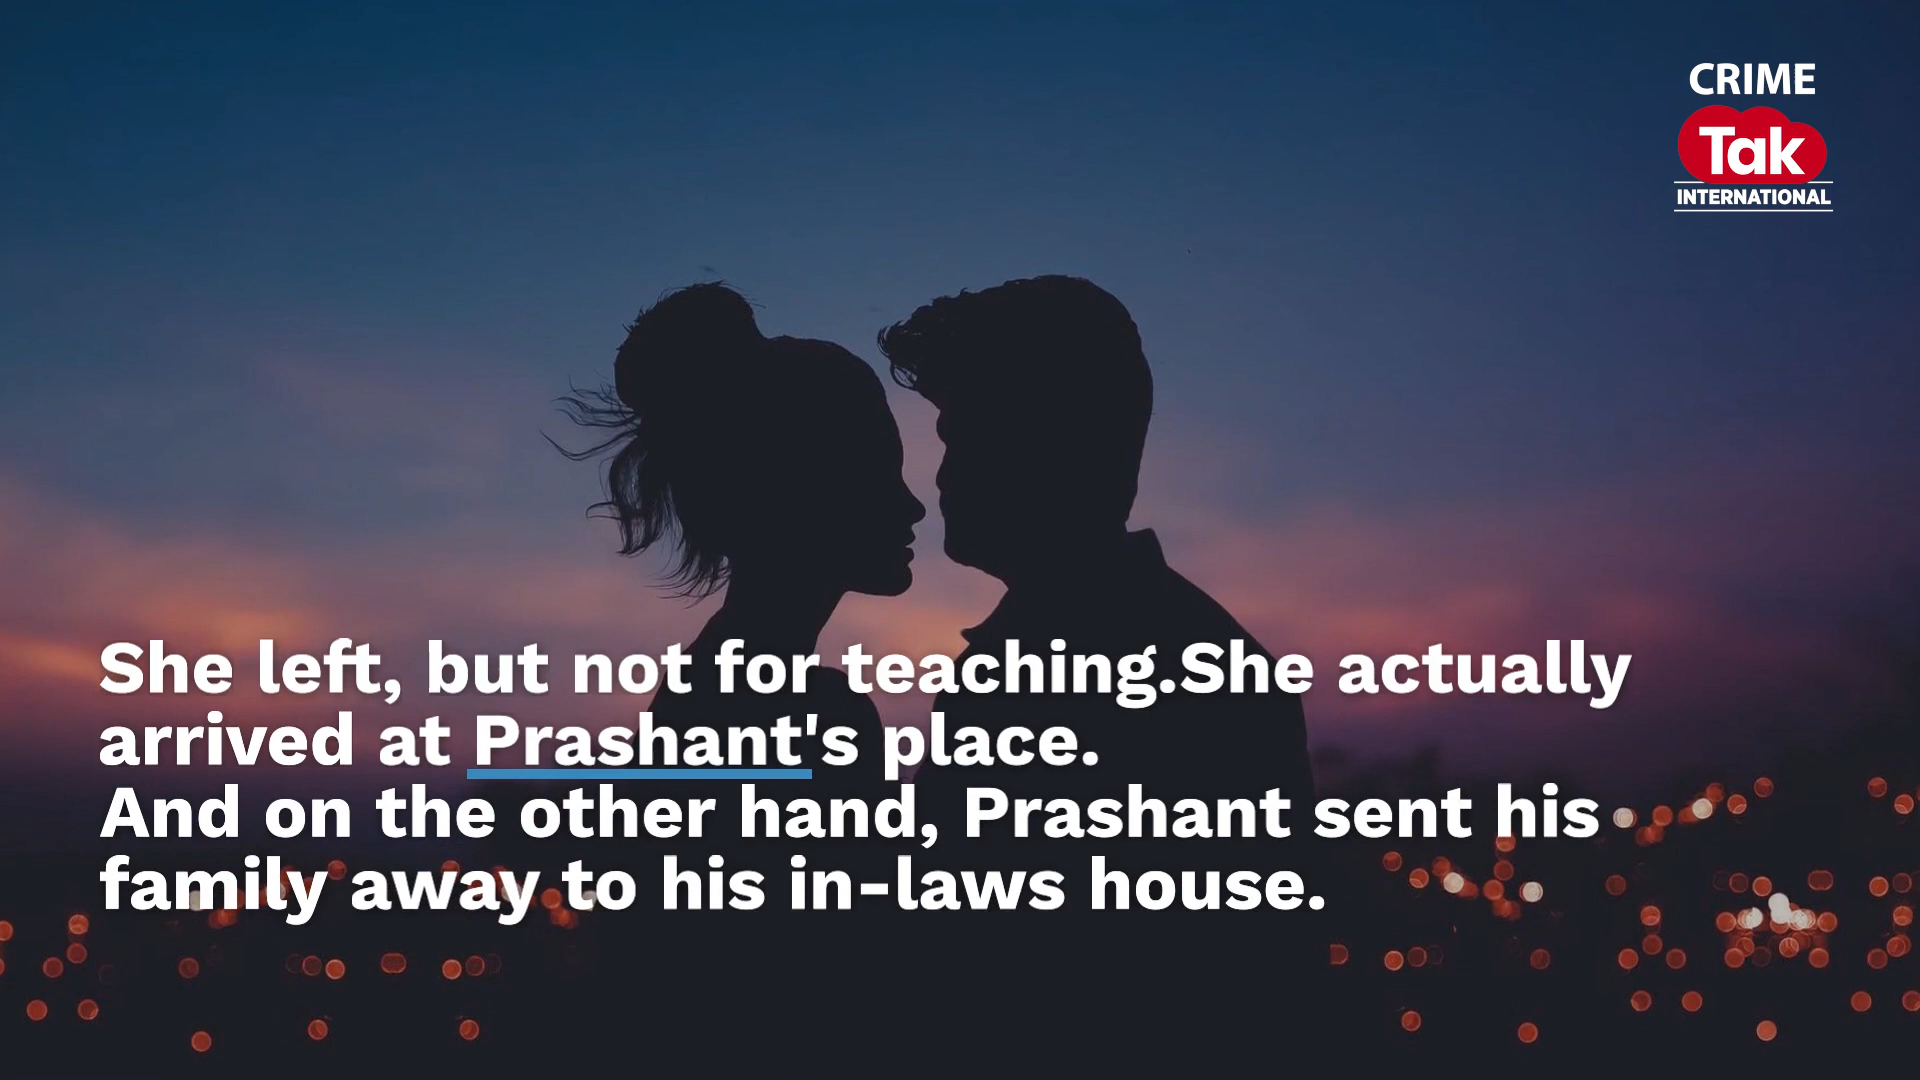 CRIME
Tak
INTERNATIONAL
She left, but not for teaching.She actually
arrived at Prashant's place.
And on the other hand, Prashant sent his
family away to his in-laws house.